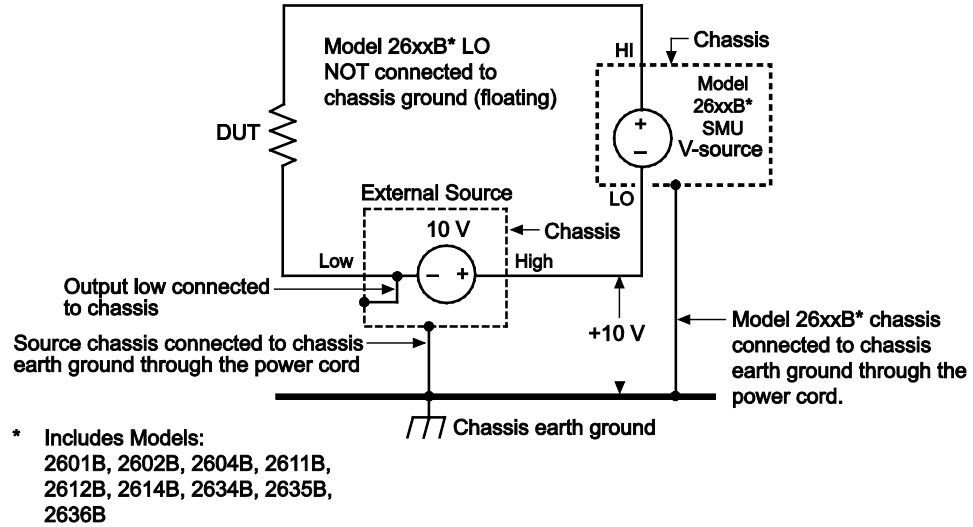 Model 26xxB* LO
NOT connected to
chassis ground (floating)
HI
Chassis
Model
26xxB*
SMU
V-source
+
–
LO
DUT
External Source
10 V
Chassis
Low
– +
High
Output low connected
to chassis
+10 V
Source chassis connected to chassis
earth ground through the power cord
Model 26xxB* chassis
connected to chassis
earth ground through the
power cord.
Chassis earth ground
* Includes Models:
2601B, 2602B, 2604B, 2611B,
2612B, 2614B, 2634B, 2635B,
2636B